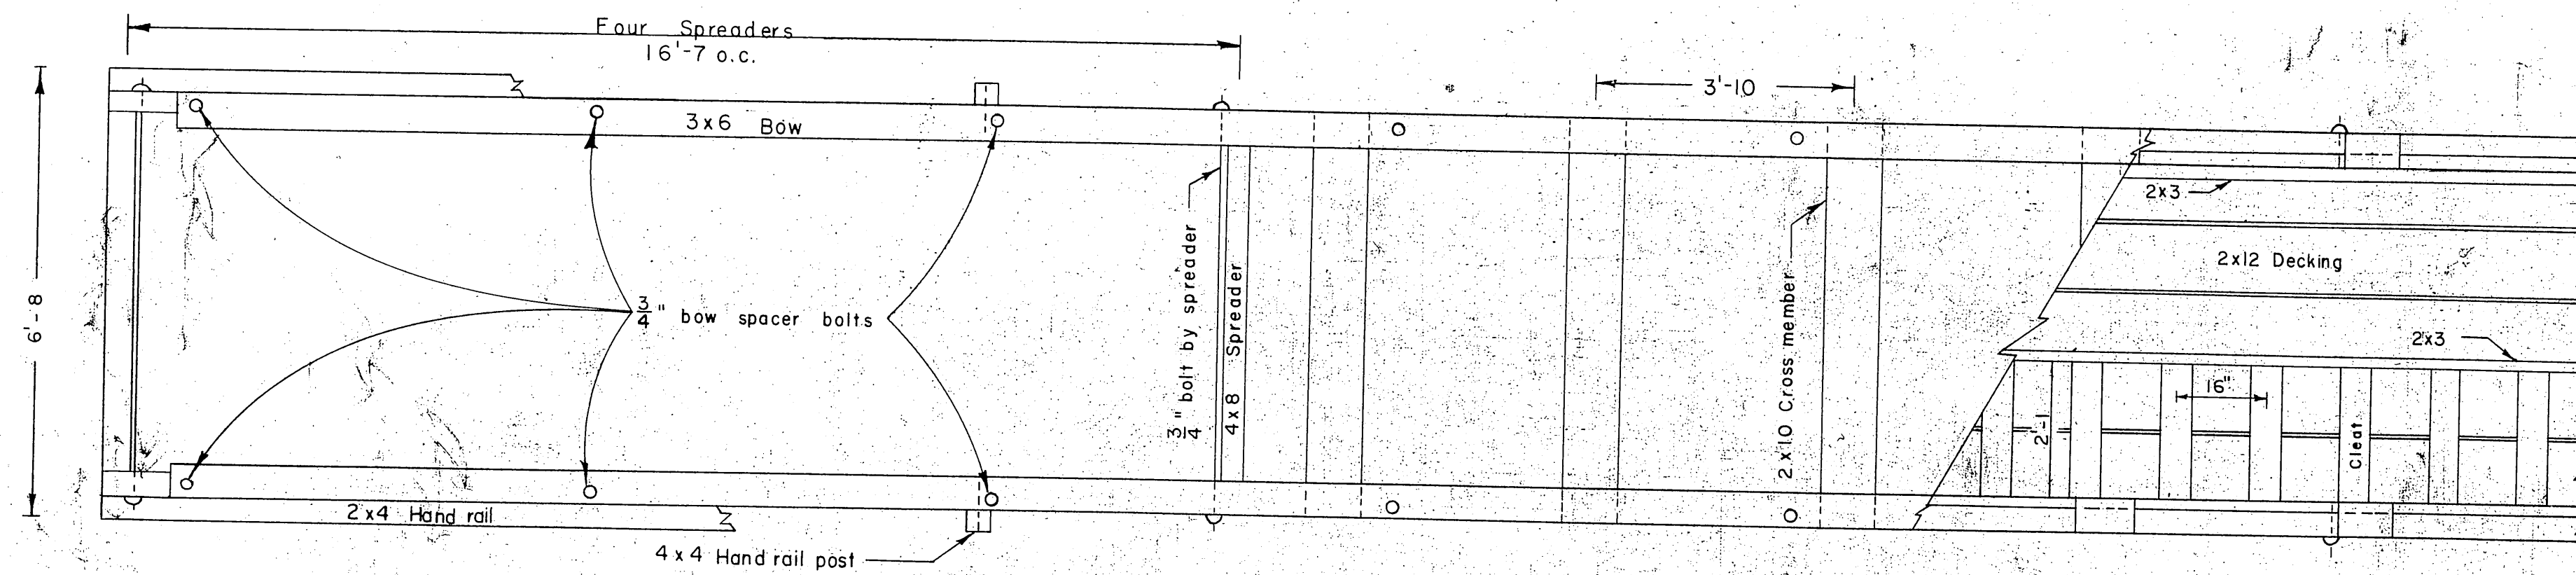 Four Spreaders
16'-7 o.c.
3'-10
3x6 Bow
2x3
6'-8
3/4" bow spacer bolts
3/4" bolt by spreader
4x8 Spreader
2x10 Cross member
2x12 Decking
2x3
16"
2'-1
Cleat
2x4 Hand rail
4x4 Hand rail post